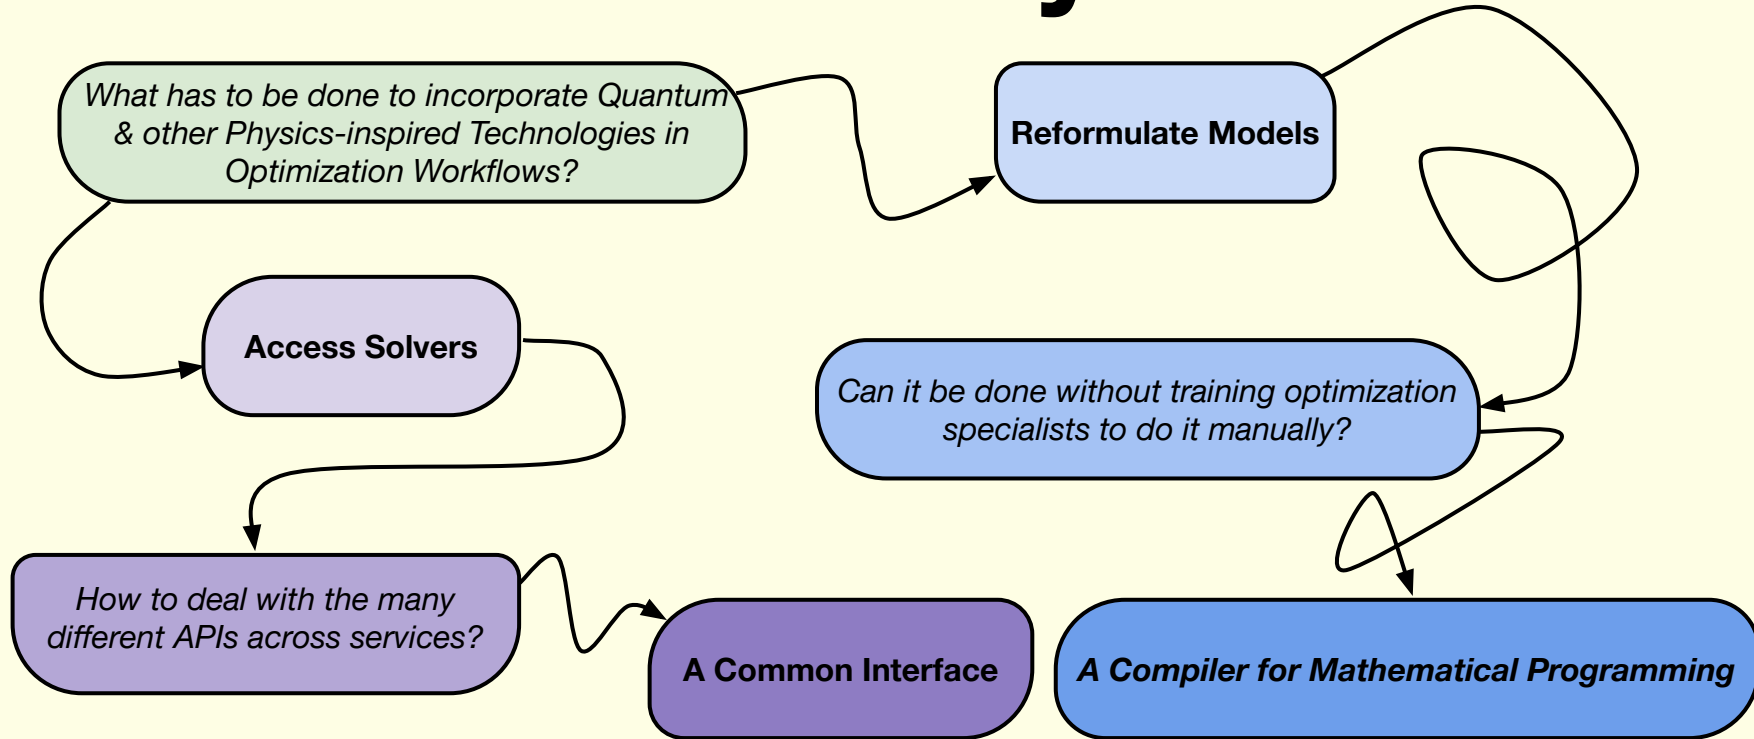 What has to be done to incorporate Quantum
& other Physics-inspired Technologies in
Optimization Workflows?
Reformulate Models
Access Solvers
Can it be done without training optimization
specialists to do it manually?
How to deal with the many
different APIs across services?
A Common Interface
A Compiler for Mathematical Programming